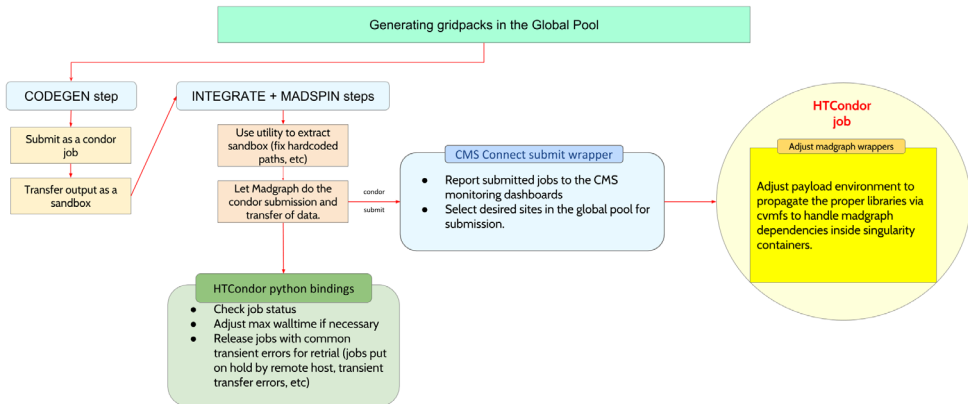 Generating gridpacks in the Global Pool
CODEGEN step
Submit as a condor
job
Transfer output as a
sandbox
INTEGRATE + MADSPIN steps
Use utility to extract
sandbox (fix hardcoded
paths, etc)
Let Madgraph do the
condor submission and
transfer of data.
condor
submit
CMS Connect submit wrapper
● Report submitted jobs to the CMS
monitoring dashboards
● Select desired sites in the global pool for
submission.
HTCondor
job
Adjust madgraph wrappers
Adjust payload environment to
propagate the proper libraries via
cvmfs to handle madgraph
dependencies inside singularity
containers.
HTCondor python bindings
● Check job status
● Adjust max walltime if necessary
● Release jobs with common
transient errors for retrial (jobs put
on hold by remote host, transient
transfer errors, etc)